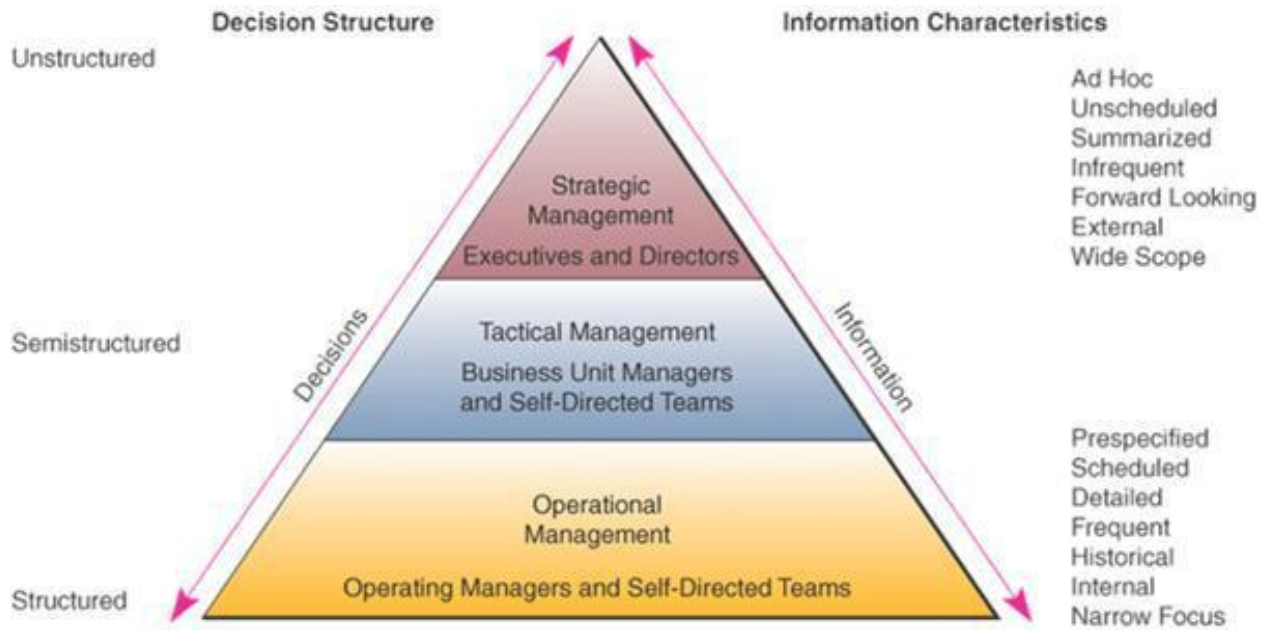 Decision Structure
Information Characteristics
Unstructured
Ad Hoc
Unscheduled
Summarized
Infrequent
Forward Looking
External
Wide Scope
Strategic
Management
Executives and Directors
Decisions
Information
Semistructured
Tactical Management
Business Unit Managers
and Self-Directed Teams
Prespecified
Scheduled
Detailed
Frequent
Historical
Internal
Narrow Focus
Operational
Management
Operating Managers and Self-Directed Teams
Structured